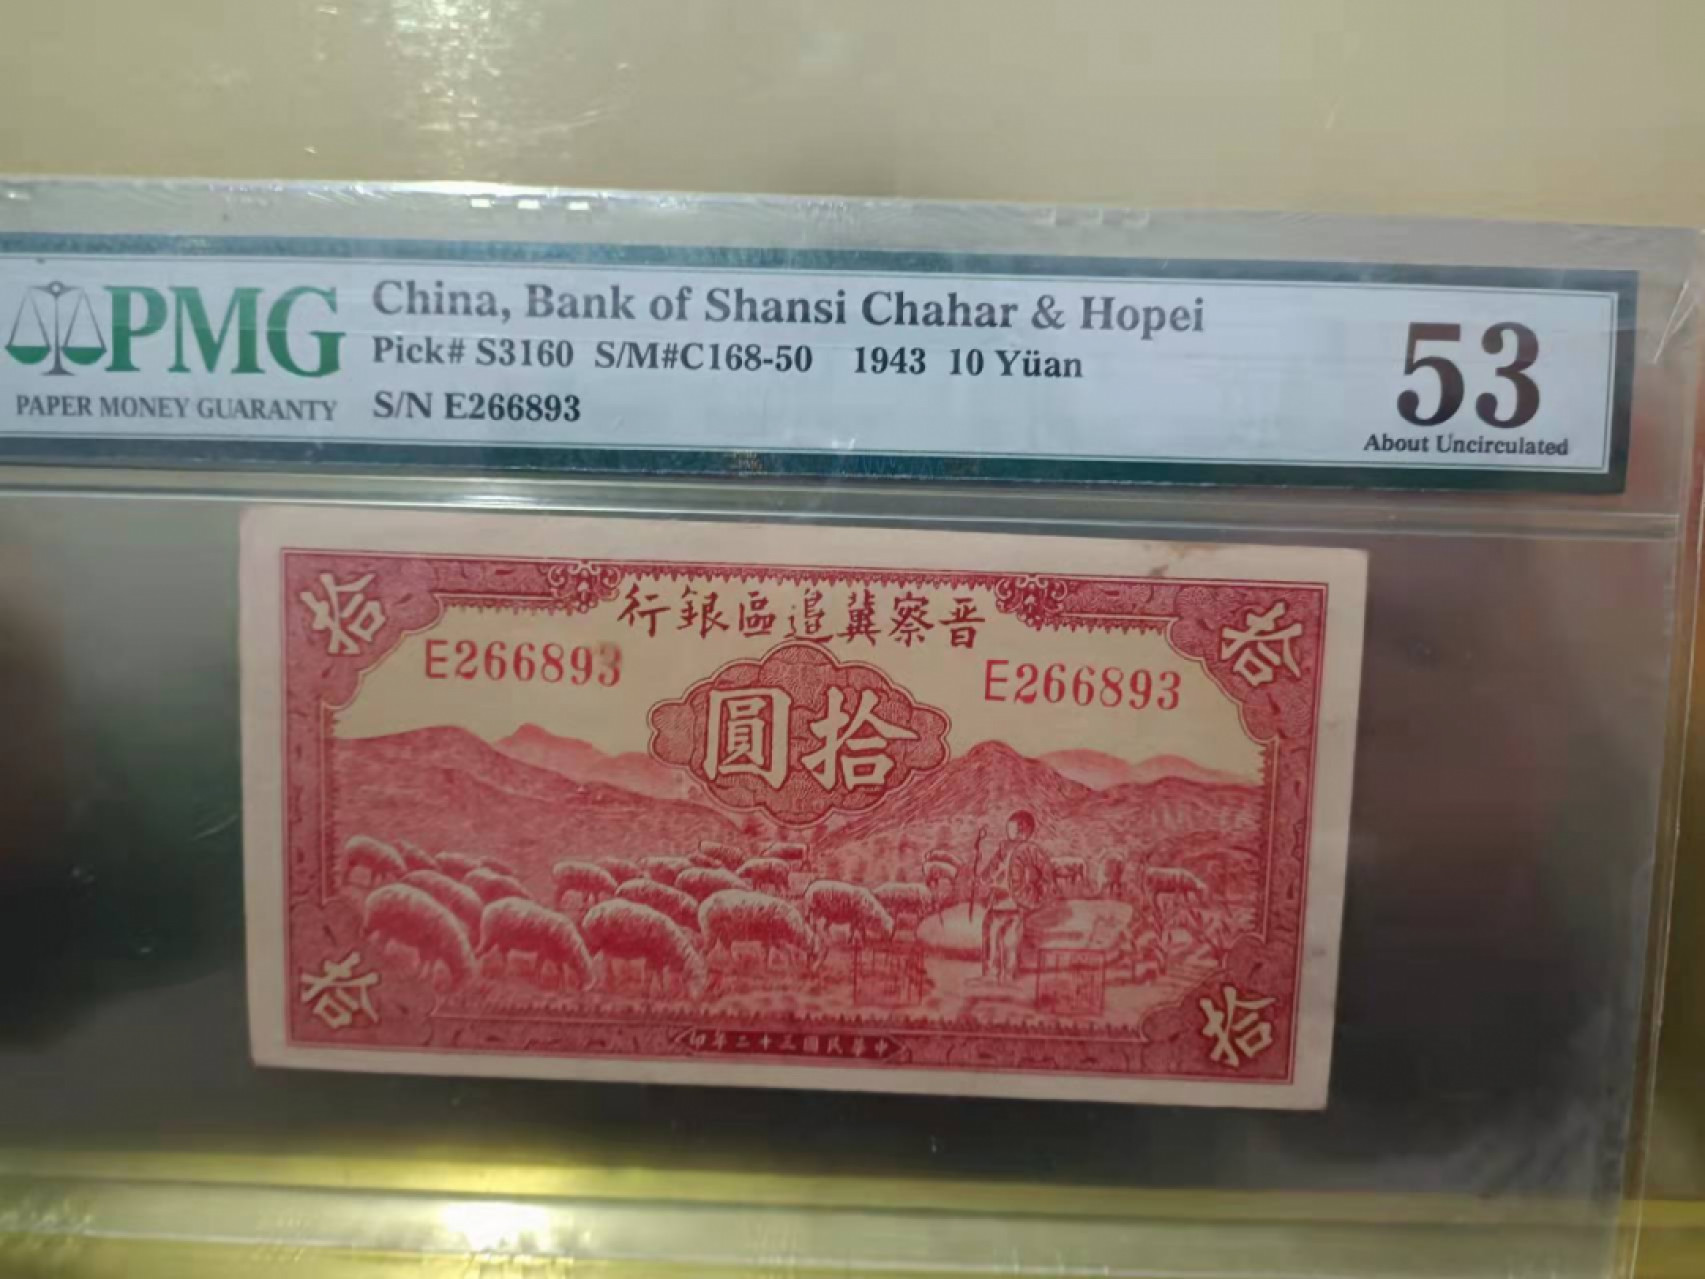 PMG
PAPER MONEY GUARANTY
China, Bank of Shansi Chahar & Hopei
Pick# S3160 S/M#C168-50 1943 10 Yüan
S/N E266893
53
About Uncirculated
拾
行銀區邉冀察晋
拾
E266893
E266893
圓拾
拾
印年二十三國民華中
拾